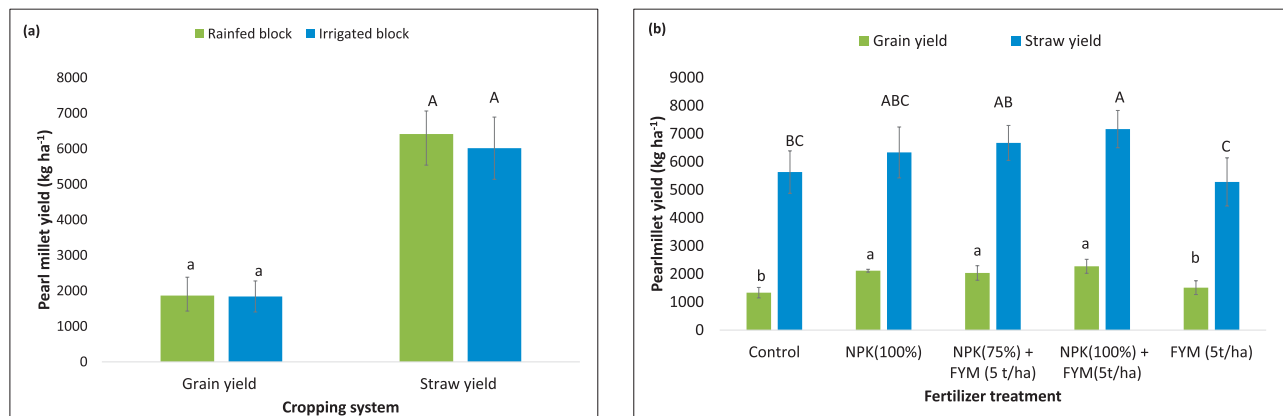 (a)
Rainfed block Irrigated block
Pearl millet yield (kg ha⁻¹)
8000
7000
6000
5000
4000
3000
2000
1000
0
a a A A
Grain yield Straw yield
Cropping system
(b)
Grain yield Straw yield
Pearlmillet yield (kg ha⁻¹)
9000
8000
7000
6000
5000
4000
3000
2000
1000
0
b BC a ABC a AB a A b C
Control NPK(100%) NPK(75%) + NPK(100%) + FYM (5t/ha)
FYM (5 t/ha) FYM(5t/ha)
Fertilizer treatment